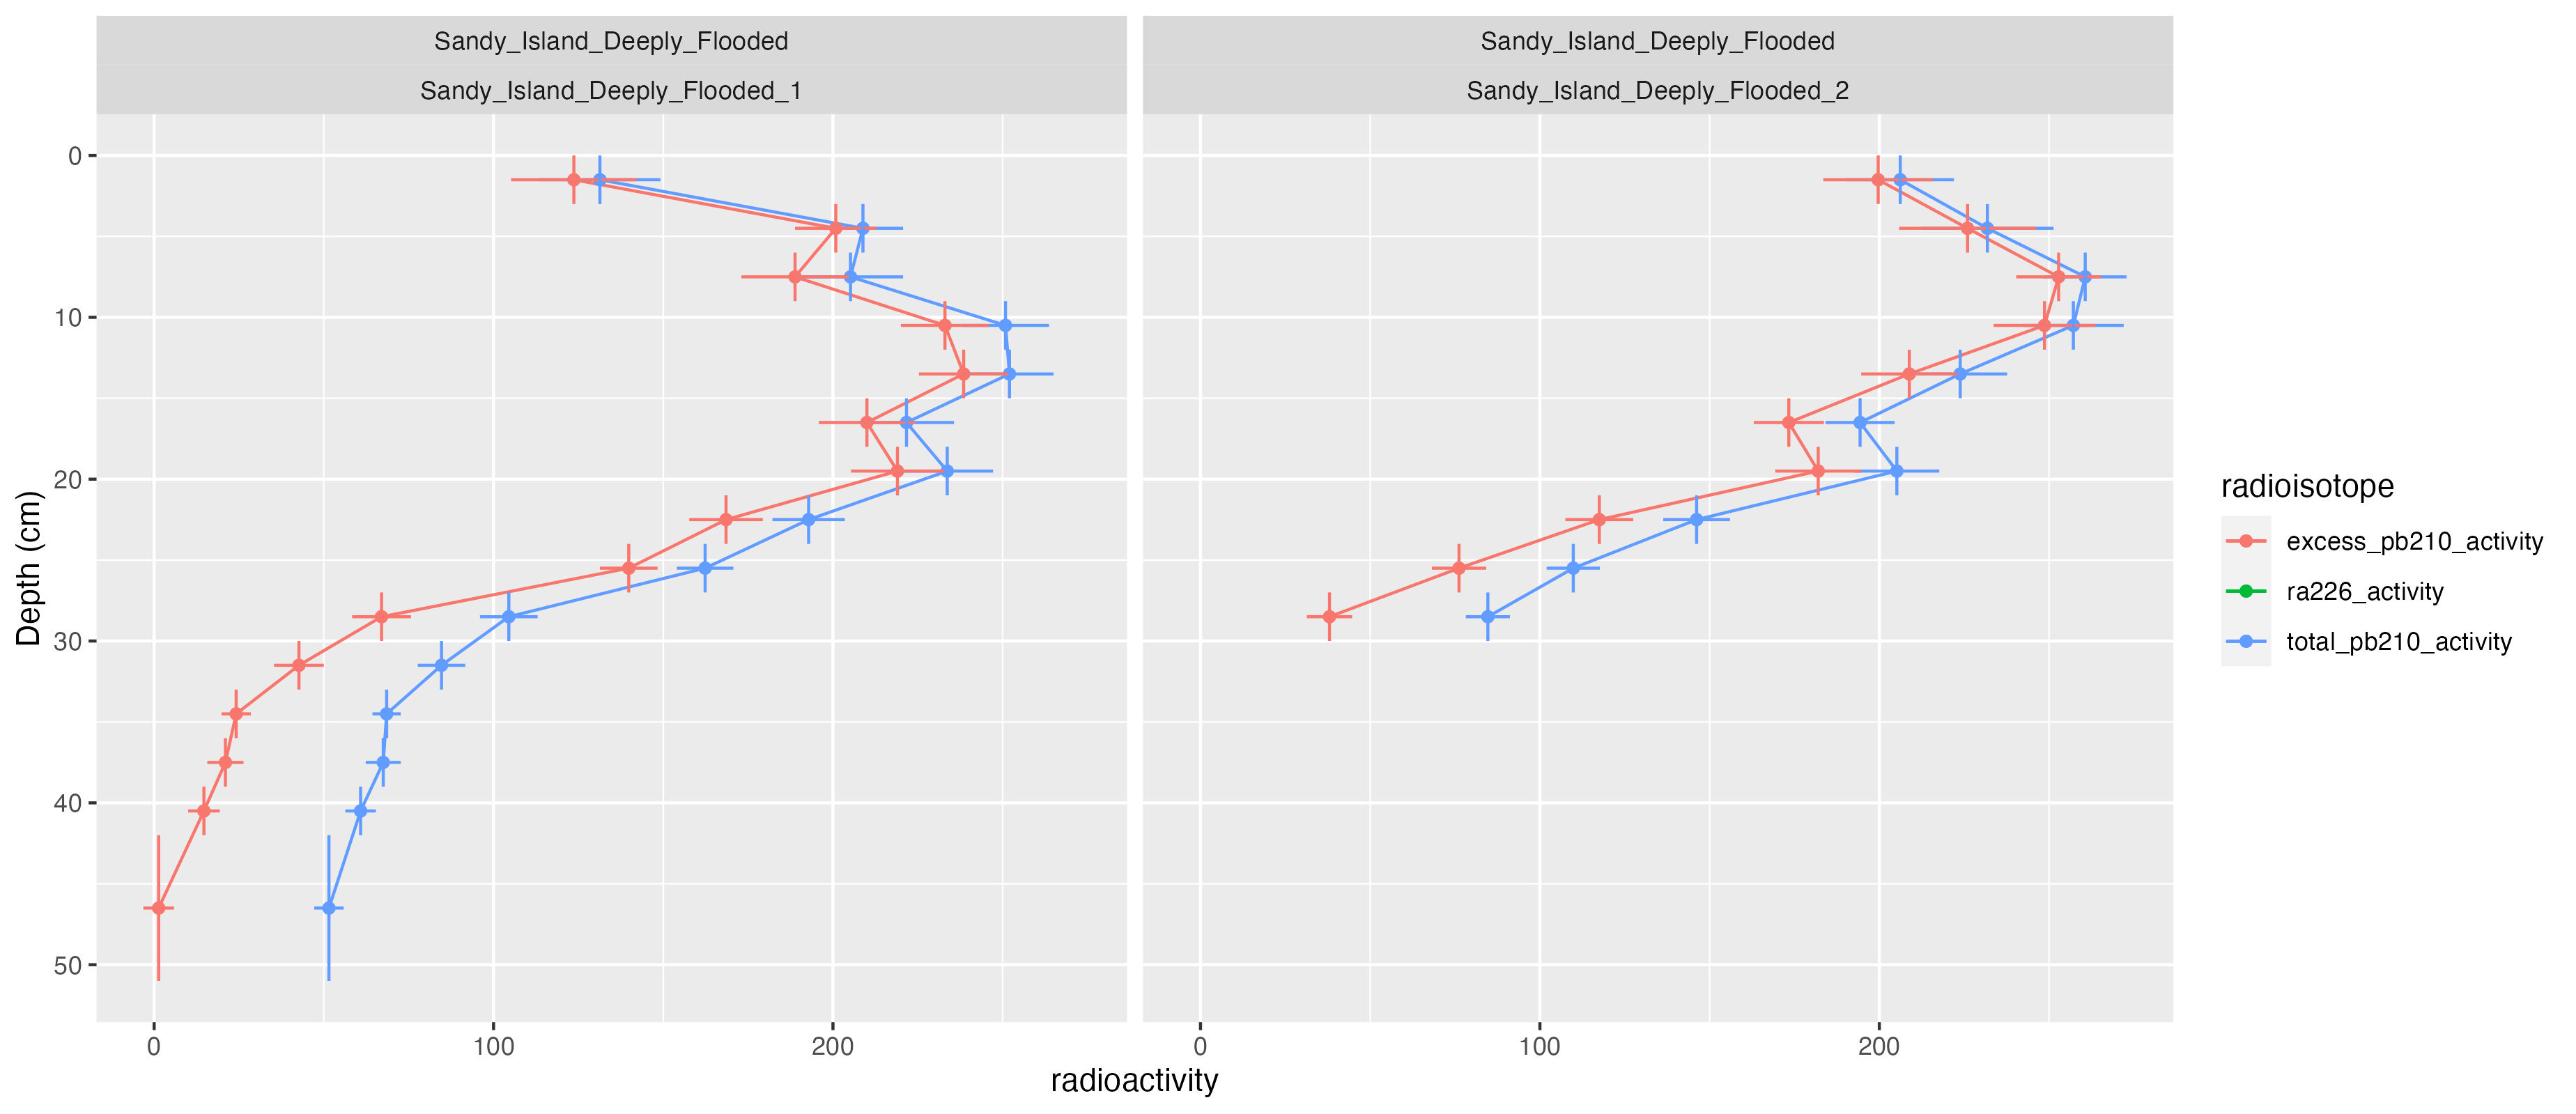 Sandy_Island_Deeply_Flooded
Sandy_Island_Deeply_Flooded
Sandy_Island_Deeply_Flooded_1
Sandy_Island_Deeply_Flooded_2
0
10
20
30
40
50
Depth (cm)
0
100
200
0
100
200
radioactivity
radioisotope
excess_pb210_activity
ra226_activity
total_pb210_activity